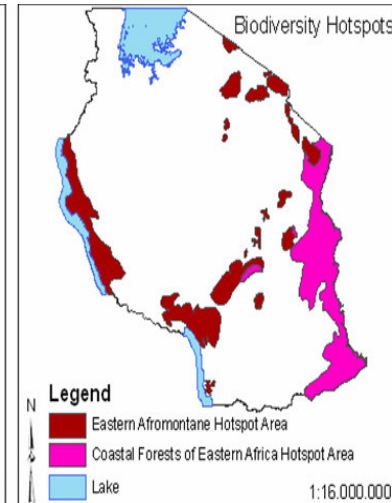 Biodiversity Hotspots
N
Legend
Eastern Afromontane Hotspot Area
Coastal Forests of Eastern Africa Hotspot Area
Lake
1:16.000.000